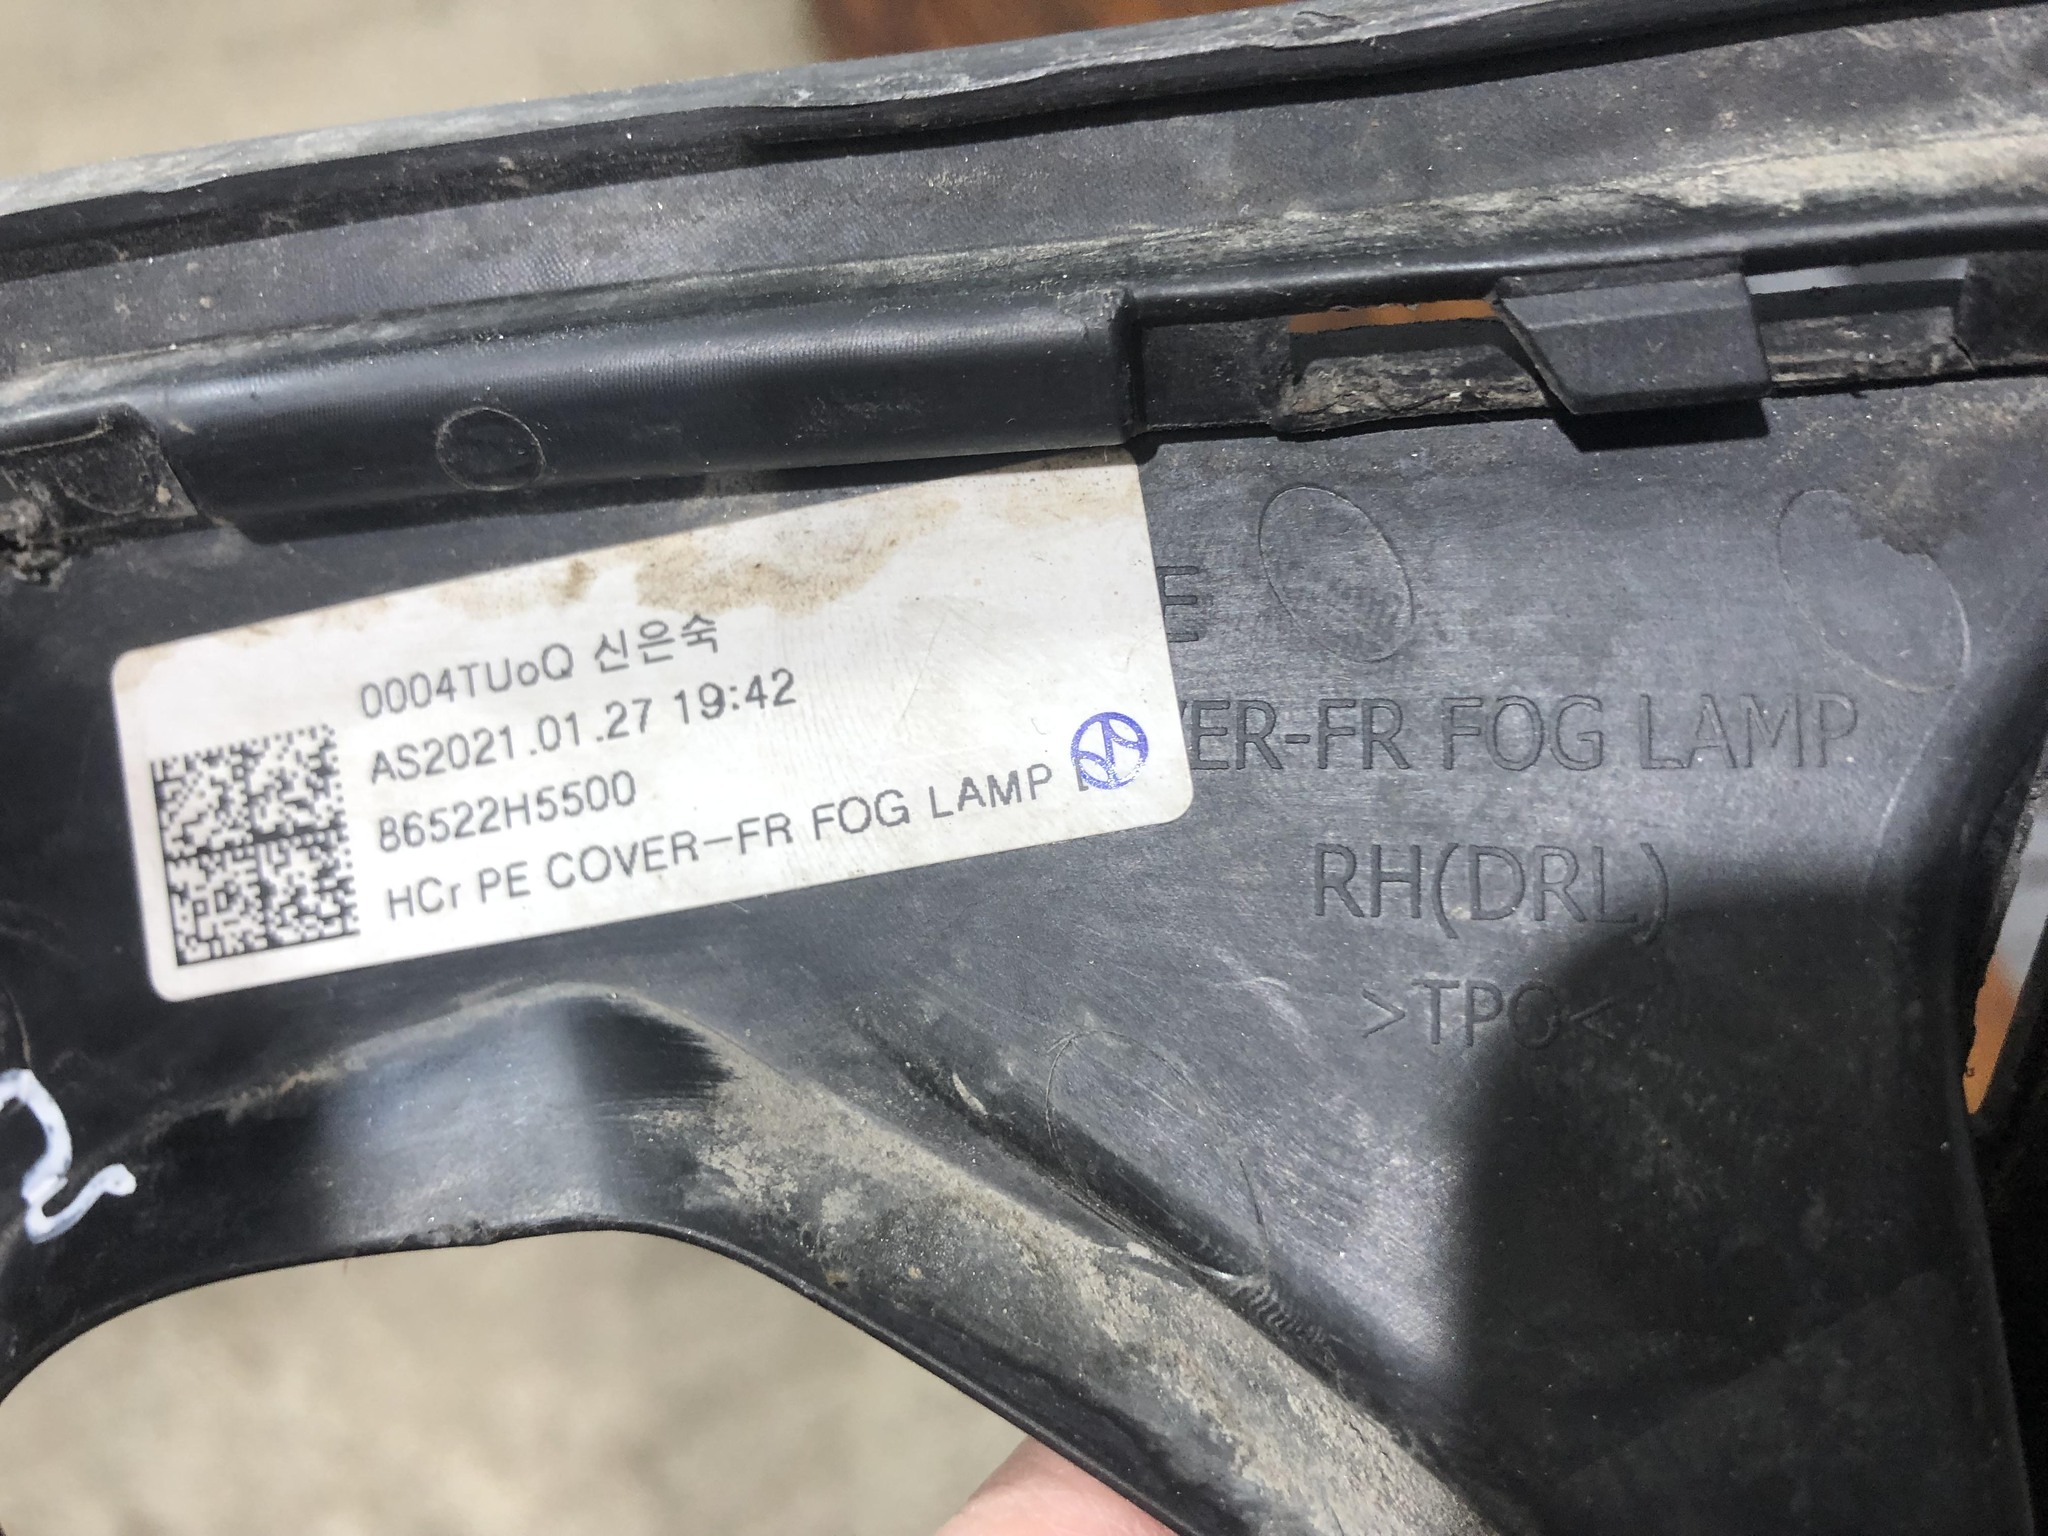 0004TUoQ 신은숙
AS2021.01.27 19:42
86522H5500
HCr PE COVER-FR FOG LAMP
E
VER-FR FOG LAMP
RH(DRL)
>TPO<